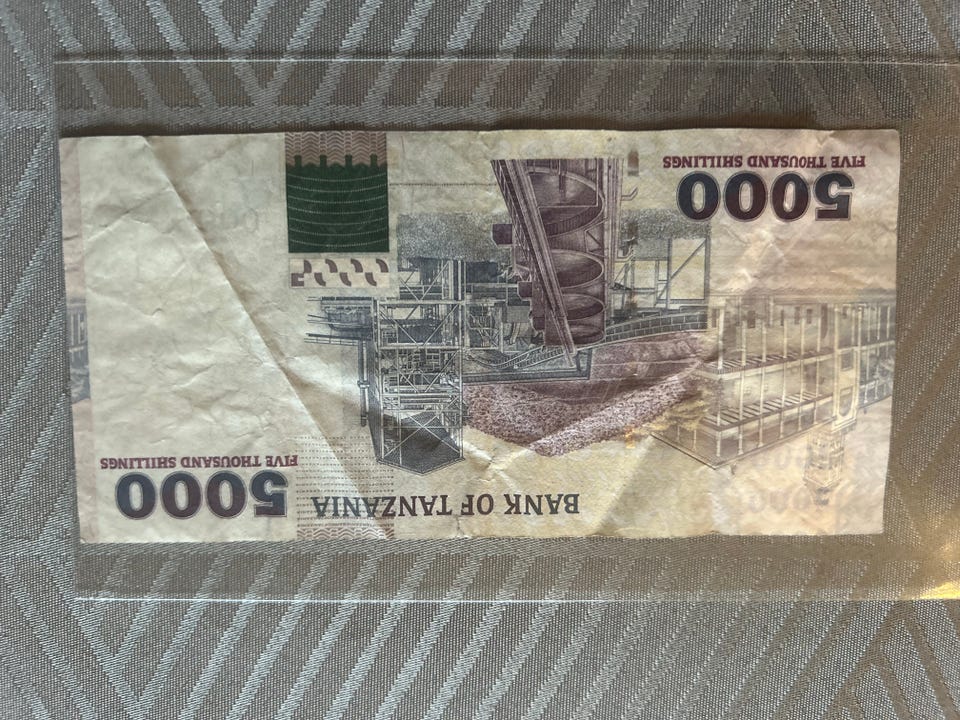 BANK OF TANZANIA
5000
FIVE THOUSAND SHILLINGS
5000
FIVE THOUSAND SHILLINGS